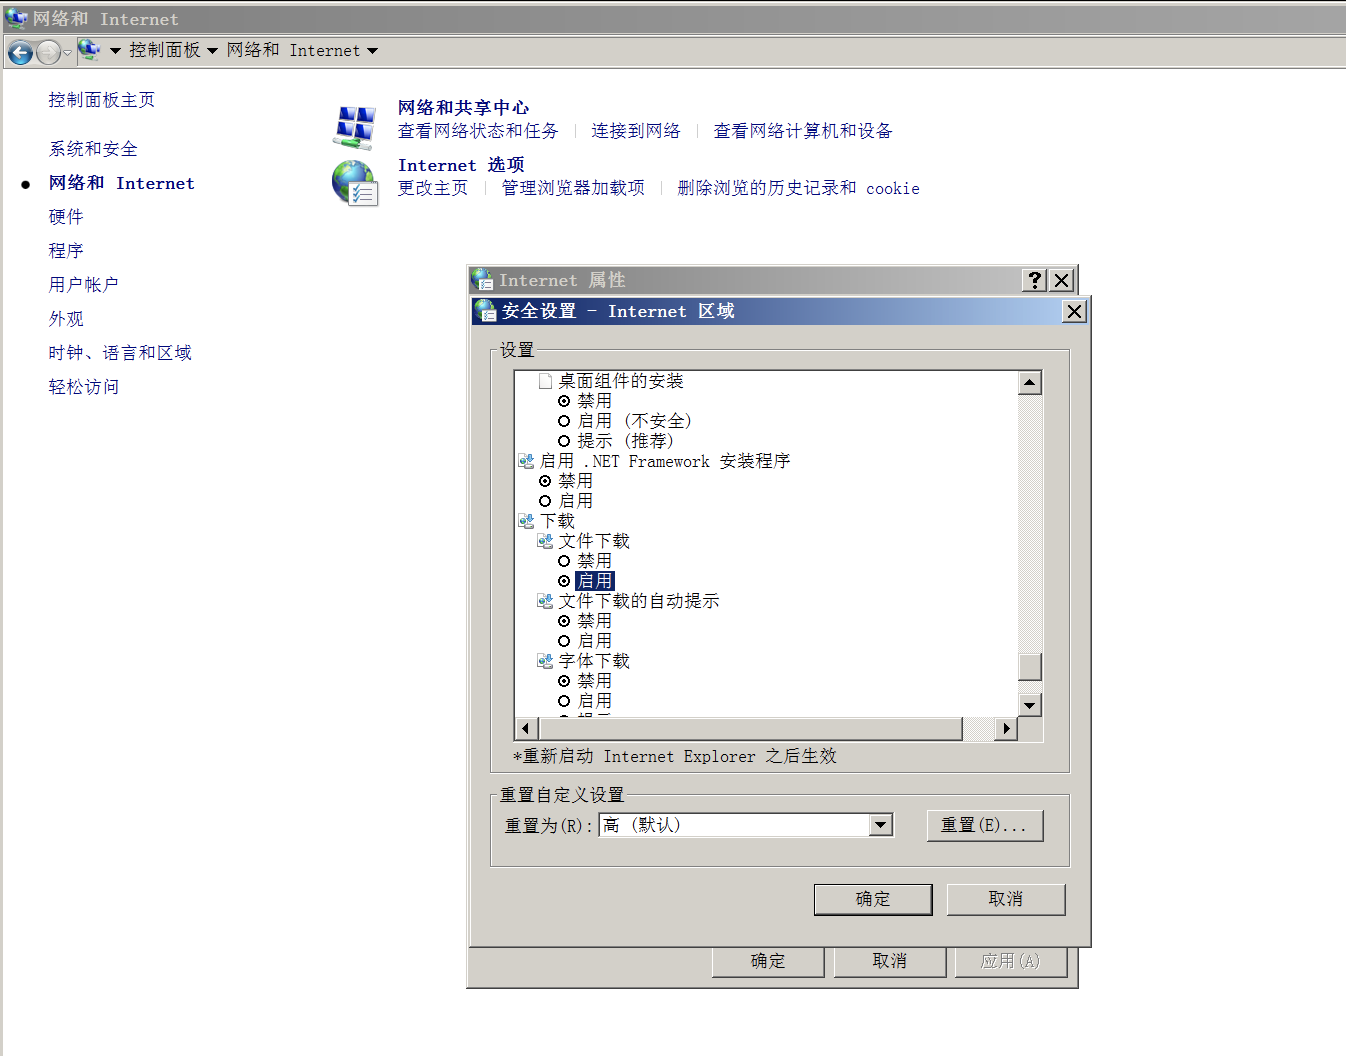 网络和 Internet
控制面板 网络和 Internet
控制面板主页
系统和安全
网络和 Internet
硬件
程序
用户帐户
外观
时钟、语言和区域
轻松访问
网络和共享中心
查看网络状态和任务 连接到网络 查看网络计算机和设备
Internet 选项
更改主页 管理浏览器加载项 删除浏览的历史记录和 cookie
Internet 属性
安全设置 - Internet 区域
设置
桌面组件的安装
禁用
启用 (不安全)
提示 (推荐)
启用 .NET Framework 安装程序
禁用
启用
下载
文件下载
禁用
启用
文件下载的自动提示
禁用
启用
字体下载
禁用
启用
*重新启动 Internet Explorer 之后生效
重置自定义设置
重置为(R): 高 (默认) 重置(E)...
确定 取消
确定 取消 应用(A)